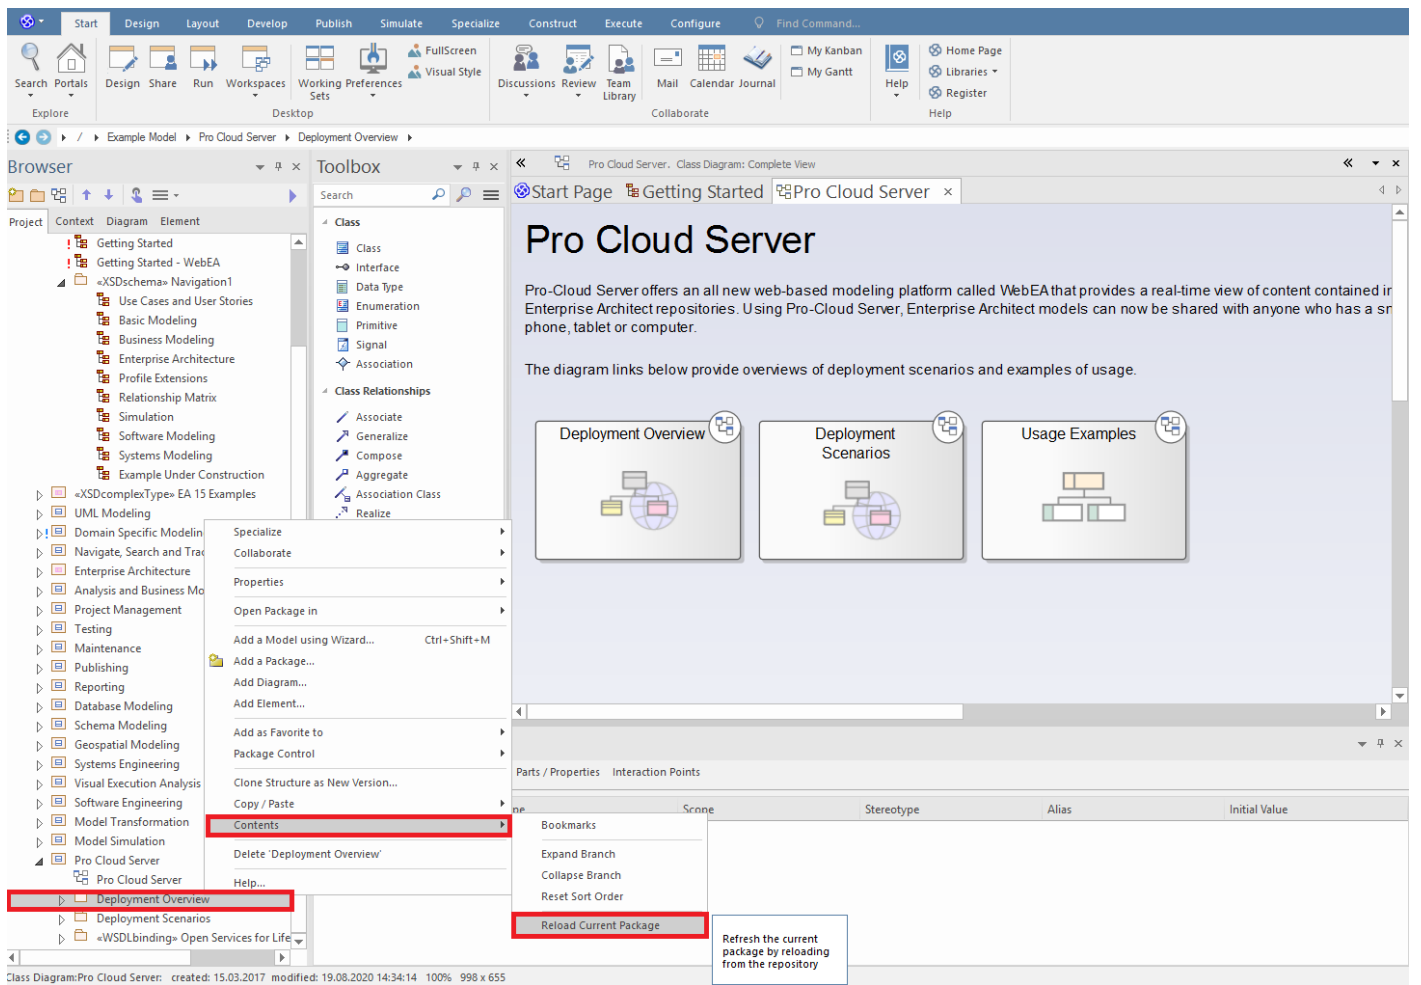 Start Design Layout Develop Publish Simulate Specialize Construct Execute Configure Find Command...
Search Portals
Explore
Design Share Run Workspaces Working Sets Preferences
FullScreen
Visual Style
Desktop
Discussions Review Team Library Mail Calendar Journal
My Kanban
My Gantt
Collaborate
Help
Home Page
Libraries
Register
Help
/ Example Model Pro Cloud Server Deployment Overview
Browser
Project Context Diagram Element
Getting Started
Getting Started - WebEA
«XSDschema» Navigation1
Use Cases and User Stories
Basic Modeling
Business Modeling
Enterprise Architecture
Profile Extensions
Relationship Matrix
Simulation
Software Modeling
Systems Modeling
Example Under Construction
«XSDcomplexType» EA 15 Examples
UML Modeling
Domain Specific Modelin
Navigate, Search and Trac
Enterprise Architecture
Analysis and Business Mo
Project Management
Testing
Maintenance
Publishing
Reporting
Database Modeling
Schema Modeling
Geospatial Modeling
Systems Engineering
Visual Execution Analysis
Software Engineering
Model Transformation
Model Simulation
Pro Cloud Server
Pro Cloud Server
Deployment Overview
Deployment Scenarios
«WSDLbinding» Open Services for Life
Toolbox
Search
Class
Class
Interface
Data Type
Enumeration
Primitive
Signal
Association
Class Relationships
Associate
Generalize
Compose
Aggregate
Association Class
Realize
Specialize
Collaborate
Properties
Open Package in
Add a Model using Wizard... Ctrl+Shift+M
Add a Package...
Add Diagram...
Add Element...
Add as Favorite to
Package Control
Clone Structure as New Version...
Copy / Paste
Contents
Delete 'Deployment Overview'
Help...
Bookmarks
Expand Branch
Collapse Branch
Reset Sort Order
Reload Current Package
Refresh the current
package by reloading
from the repository
Pro Cloud Server. Class Diagram: Complete View
Start Page Getting Started Pro Cloud Server
Pro Cloud Server
Pro-Cloud Server offers an all new web-based modeling platform called WebEA that provides a real-time view of content contained ir
Enterprise Architect repositories. Using Pro-Cloud Server, Enterprise Architect models can now be shared with anyone who has a sr
phone, tablet or computer.
The diagram links below provide overviews of deployment scenarios and examples of usage.
Deployment Overview
Deployment
Scenarios
Usage Examples
Parts / Properties Interaction Points
Scope Stereotype Alias Initial Value
Class Diagram:Pro Cloud Server: created: 15.03.2017 modified: 19.08.2020 14:34:14 100% 998 x 655